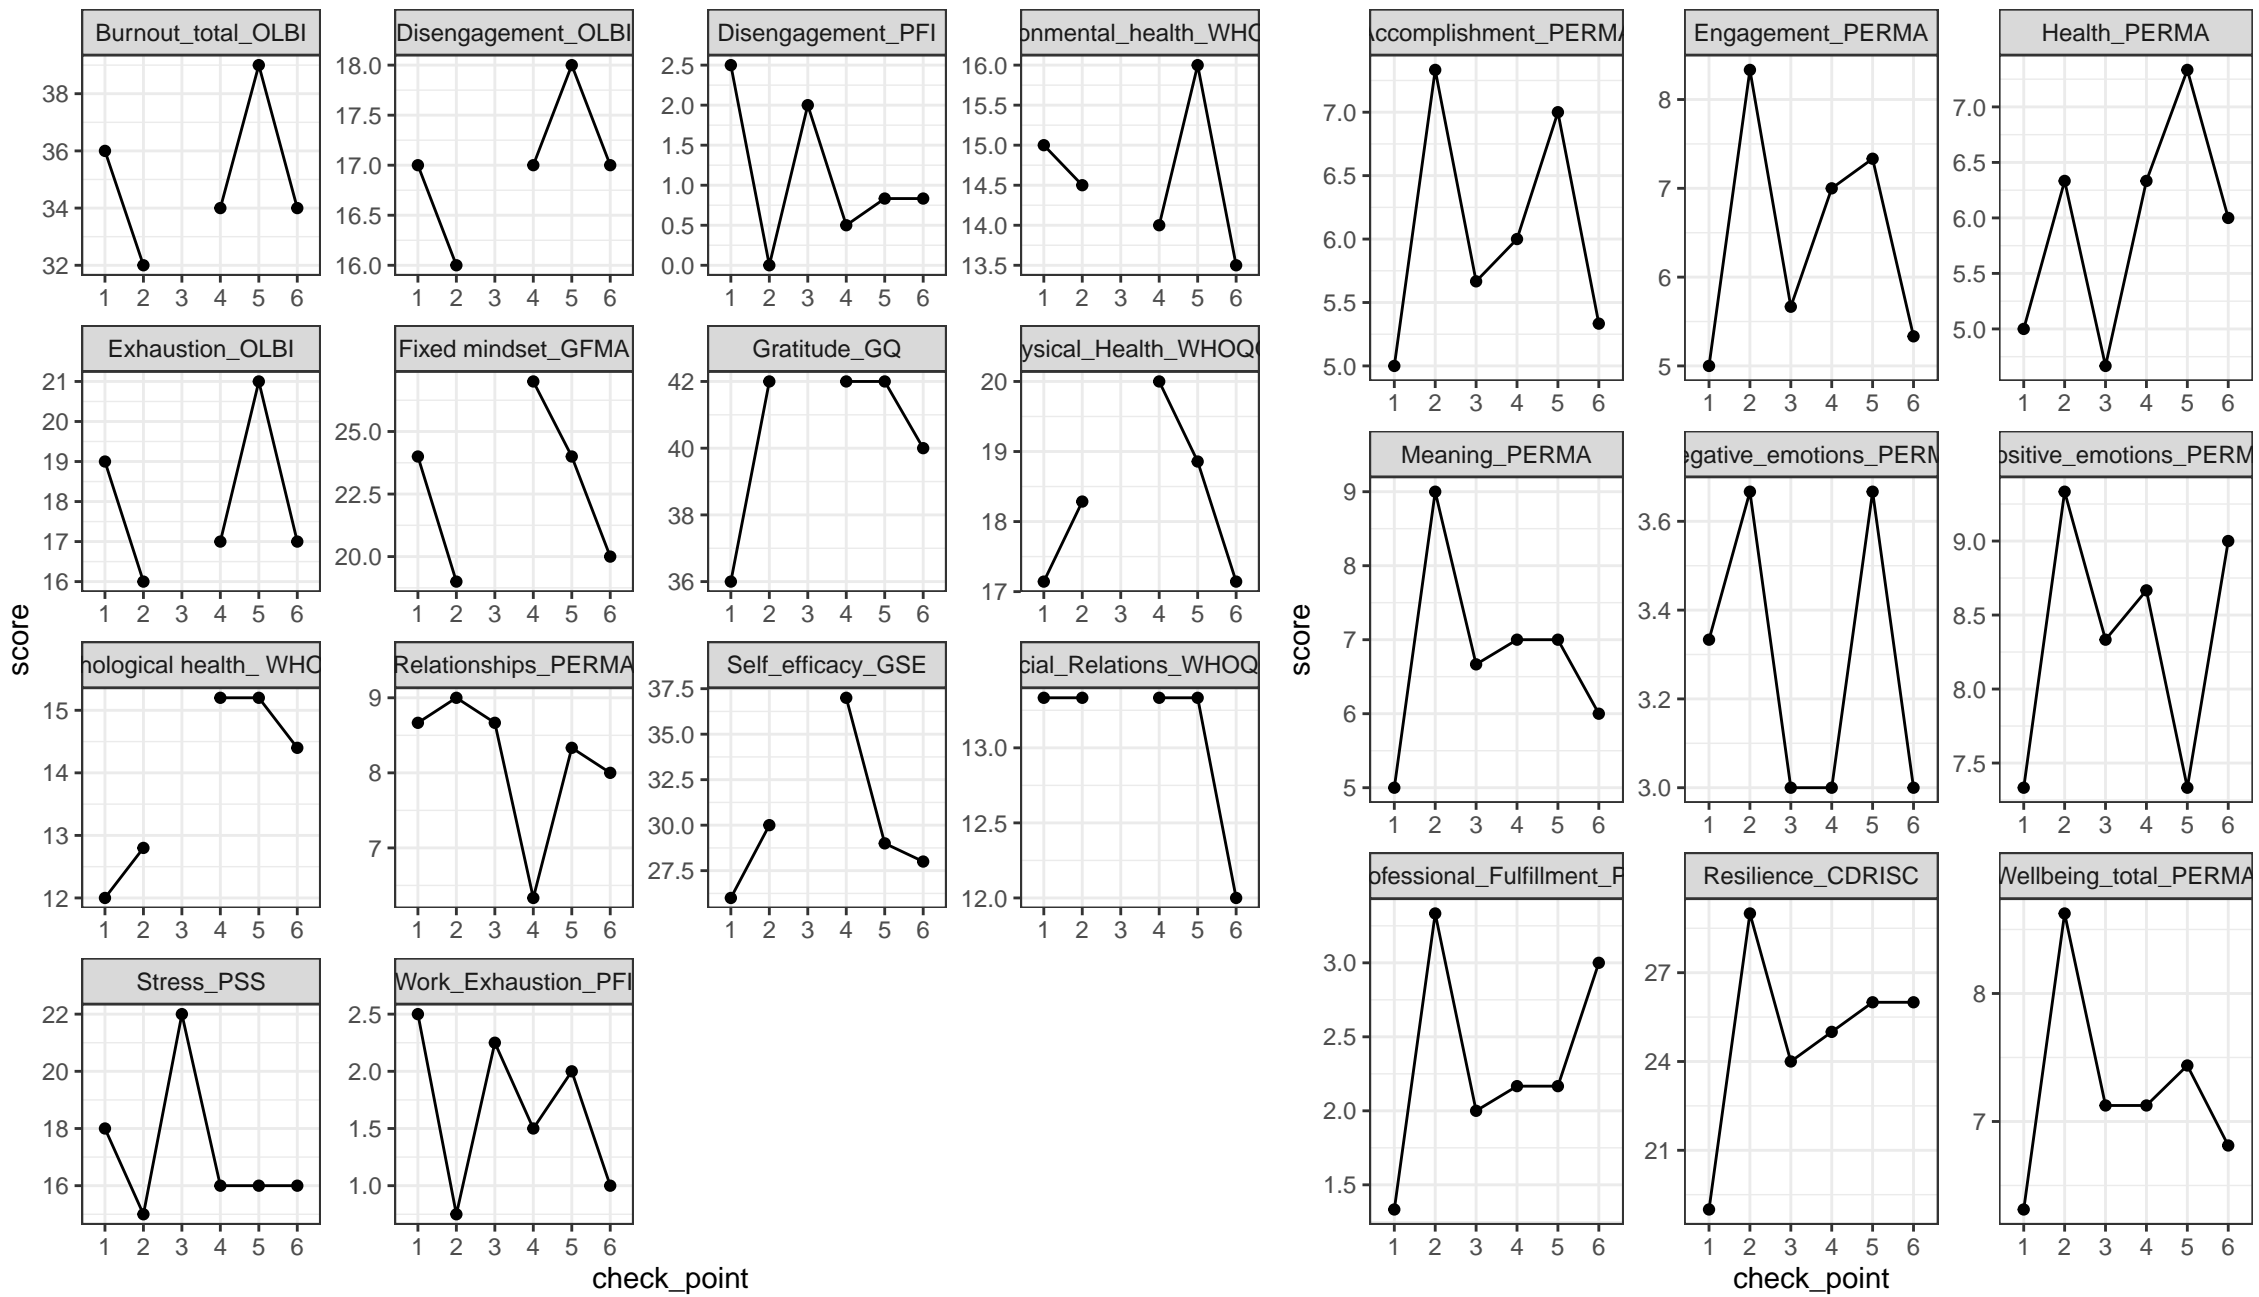 Burnout_total_OLBI
Disengagement_OLBI
Disengagement_PFI
onmental_health_WHO
38
36
34
32
1 2 3 4 5 6
18.0
17.5
17.0
16.5
16.0
1 2 3 4 5 6
2.5
2.0
1.5
1.0
0.5
0.0
1 2 3 4 5 6
16.0
15.5
15.0
14.5
14.0
13.5
1 2 3 4 5 6
Exhaustion_OLBI
Fixed mindset_GFMA
Gratitude_GQ
ysical_Health_WHOQ
21
20
19
18
17
16
1 2 3 4 5 6
25.0
22.5
20.0
1 2 3 4 5 6
42
40
38
36
1 2 3 4 5 6
20
19
18
17
1 2 3 4 5 6
score
hological health_ WHO
Relationships_PERMA
Self_efficacy_GSE
cial_Relations_WHOQ
15
14
13
12
1 2 3 4 5 6
9
8
7
1 2 3 4 5 6
37.5
35.0
32.5
30.0
27.5
1 2 3 4 5 6
13.0
12.5
12.0
1 2 3 4 5 6
Stress_PSS
Work_Exhaustion_PFI
22
20
18
16
1 2 3 4 5 6
2.5
2.0
1.5
1.0
1 2 3 4 5 6
check_point
Accomplishment_PERMA
Engagement_PERMA
Health_PERMA
7.0
6.5
6.0
5.5
5.0
1 2 3 4 5 6
8
7
6
5
1 2 3 4 5 6
7.0
6.5
6.0
5.5
5.0
1 2 3 4 5 6
Meaning_PERMA
egative_emotions_PERM
ositive_emotions_PERM
9
8
7
6
5
1 2 3 4 5 6
3.6
3.4
3.2
3.0
1 2 3 4 5 6
9.0
8.5
8.0
7.5
1 2 3 4 5 6
score
ofessional_Fulfillment_P
Resilience_CDRISC
Wellbeing_total_PERMA
3.0
2.5
2.0
1.5
1 2 3 4 5 6
27
24
21
1 2 3 4 5 6
8
7
1 2 3 4 5 6
check_point